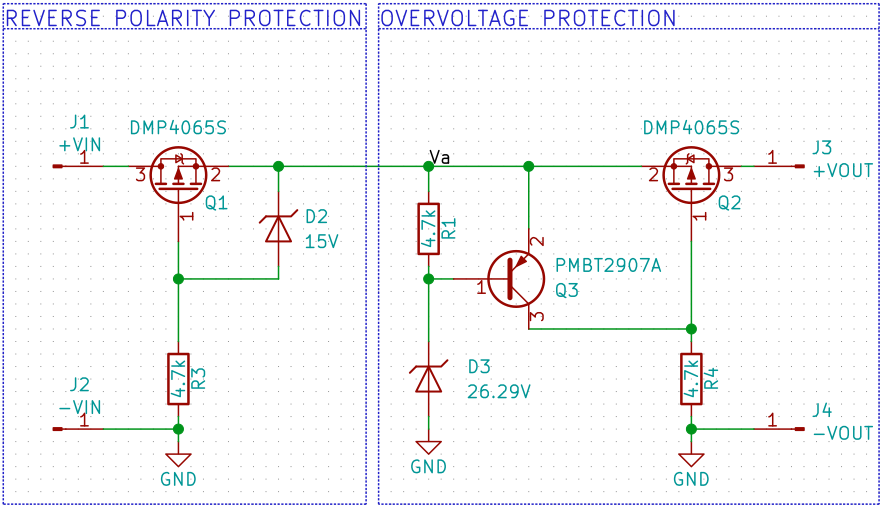 REVERSE POLARITY PROTECTION
OVERVOLTAGE PROTECTION
J1
+VIN
1
DMP4065S
3
2
Q1
1
D2
15V
4.7k
R3
J2
-VIN
1
GND
Va
4.7k
R1
1
2
3
PMBT2907A
Q3
D3
26.29V
GND
DMP4065S
2
3
Q2
1
1
J3
+VOUT
4.7k
R4
1
J4
-VOUT
GND